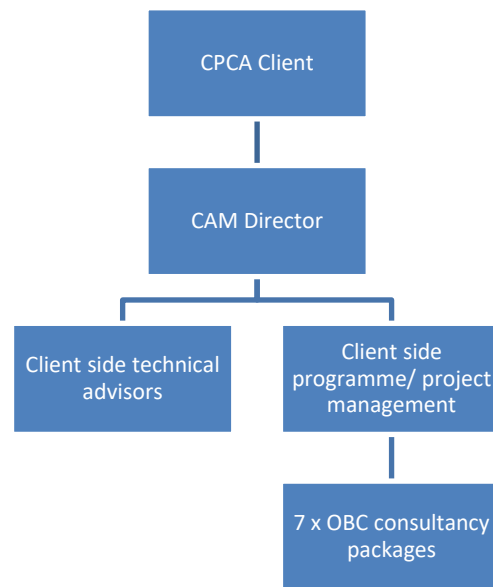 CPCA Client
CAM Director
Client side technical
advisors
Client side
programme/ project
management
7 x OBC consultancy
packages